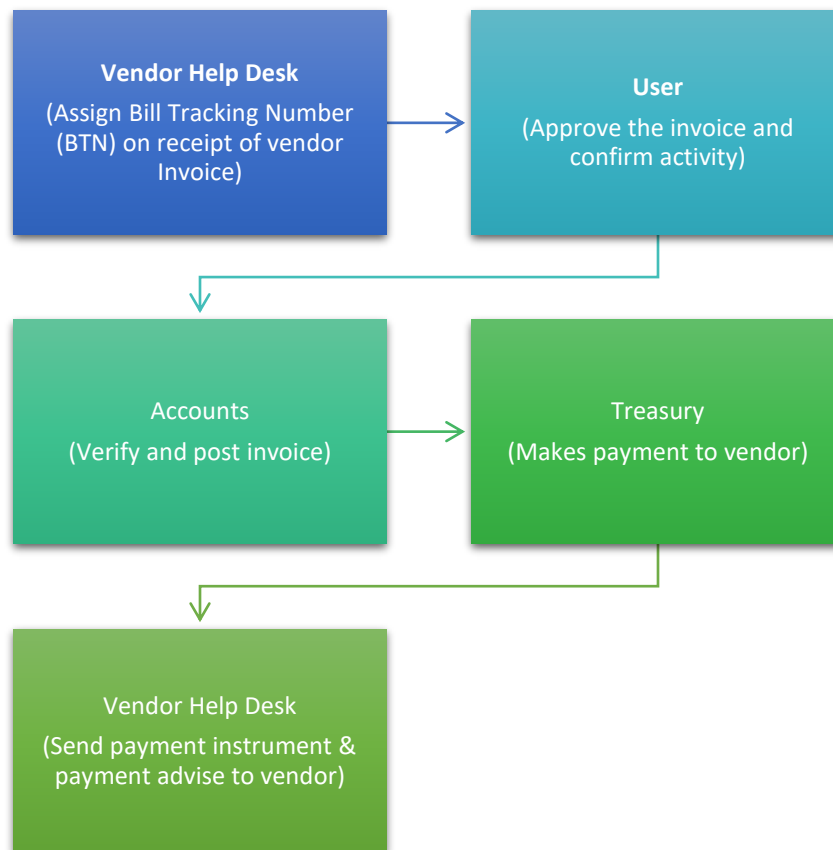 Vendor Help Desk
(Assign Bill Tracking Number
(BTN) on receipt of vendor
Invoice)
User
(Approve the invoice and
confirm activity)
Accounts
(Verify and post invoice)
Treasury
(Makes payment to vendor)
Vendor Help Desk
(Send payment instrument &
payment advise to vendor)